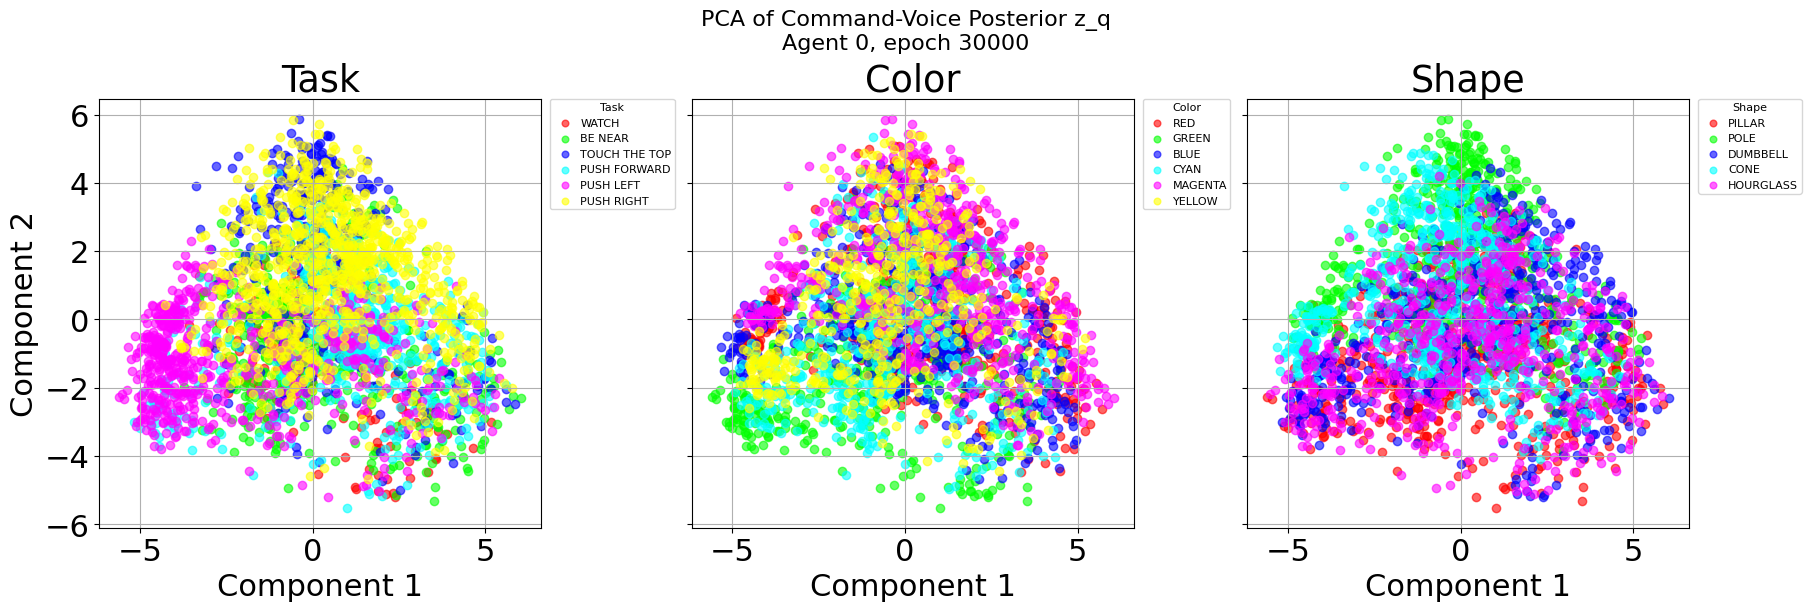 PCA of Command-Voice Posterior z_q
Agent 0, epoch 30000
Task
Component 2
6
4
2
0
−2
−4
−6
−5
0
5
Component 1
Task
WATCH
BE NEAR
TOUCH THE TOP
PUSH FORWARD
PUSH LEFT
PUSH RIGHT
Color
−5
0
5
Component 1
Color
RED
GREEN
BLUE
CYAN
MAGENTA
YELLOW
Shape
−5
0
5
Component 1
Shape
PILLAR
POLE
DUMBBELL
CONE
HOURGLASS